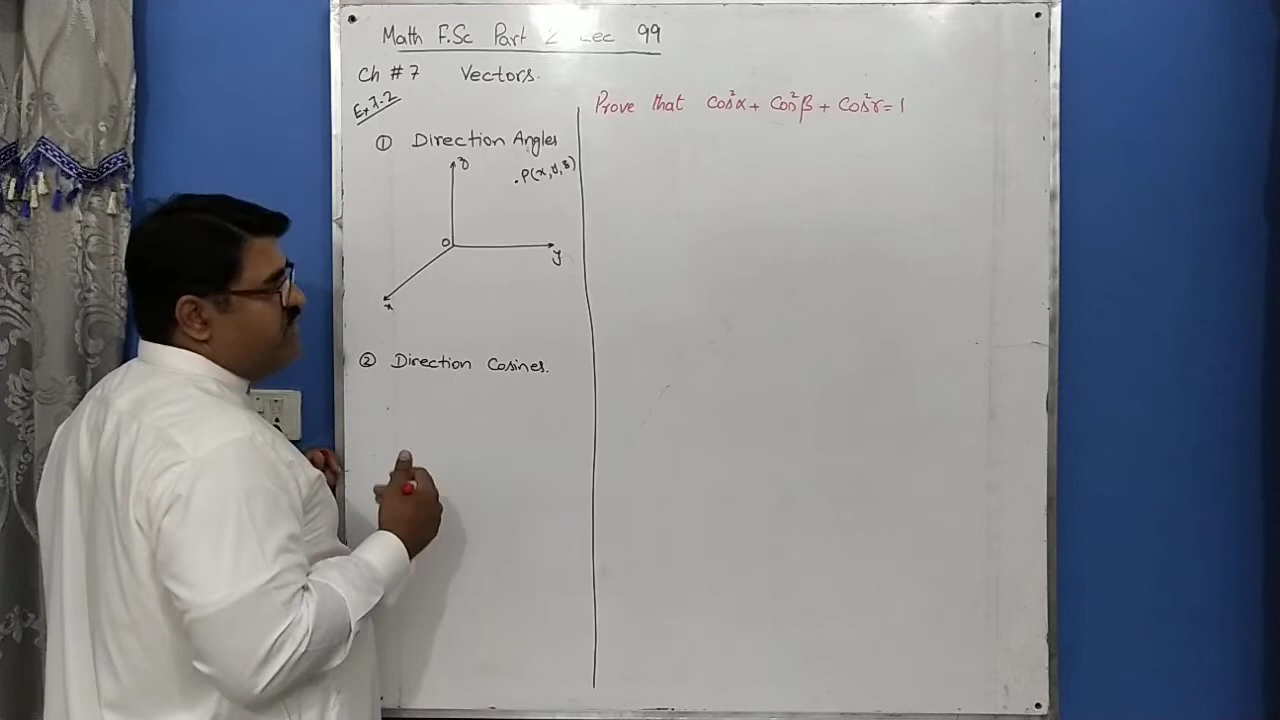 Math F.Sc Part 2 Lec 99
Ch # 7 Vectors.
Ex 7.2
① Direction Angles
z
P(x, y, z)
O
y
x
② Direction Cosines.
Prove that Cos²α + Cos²β + Cos²γ = 1